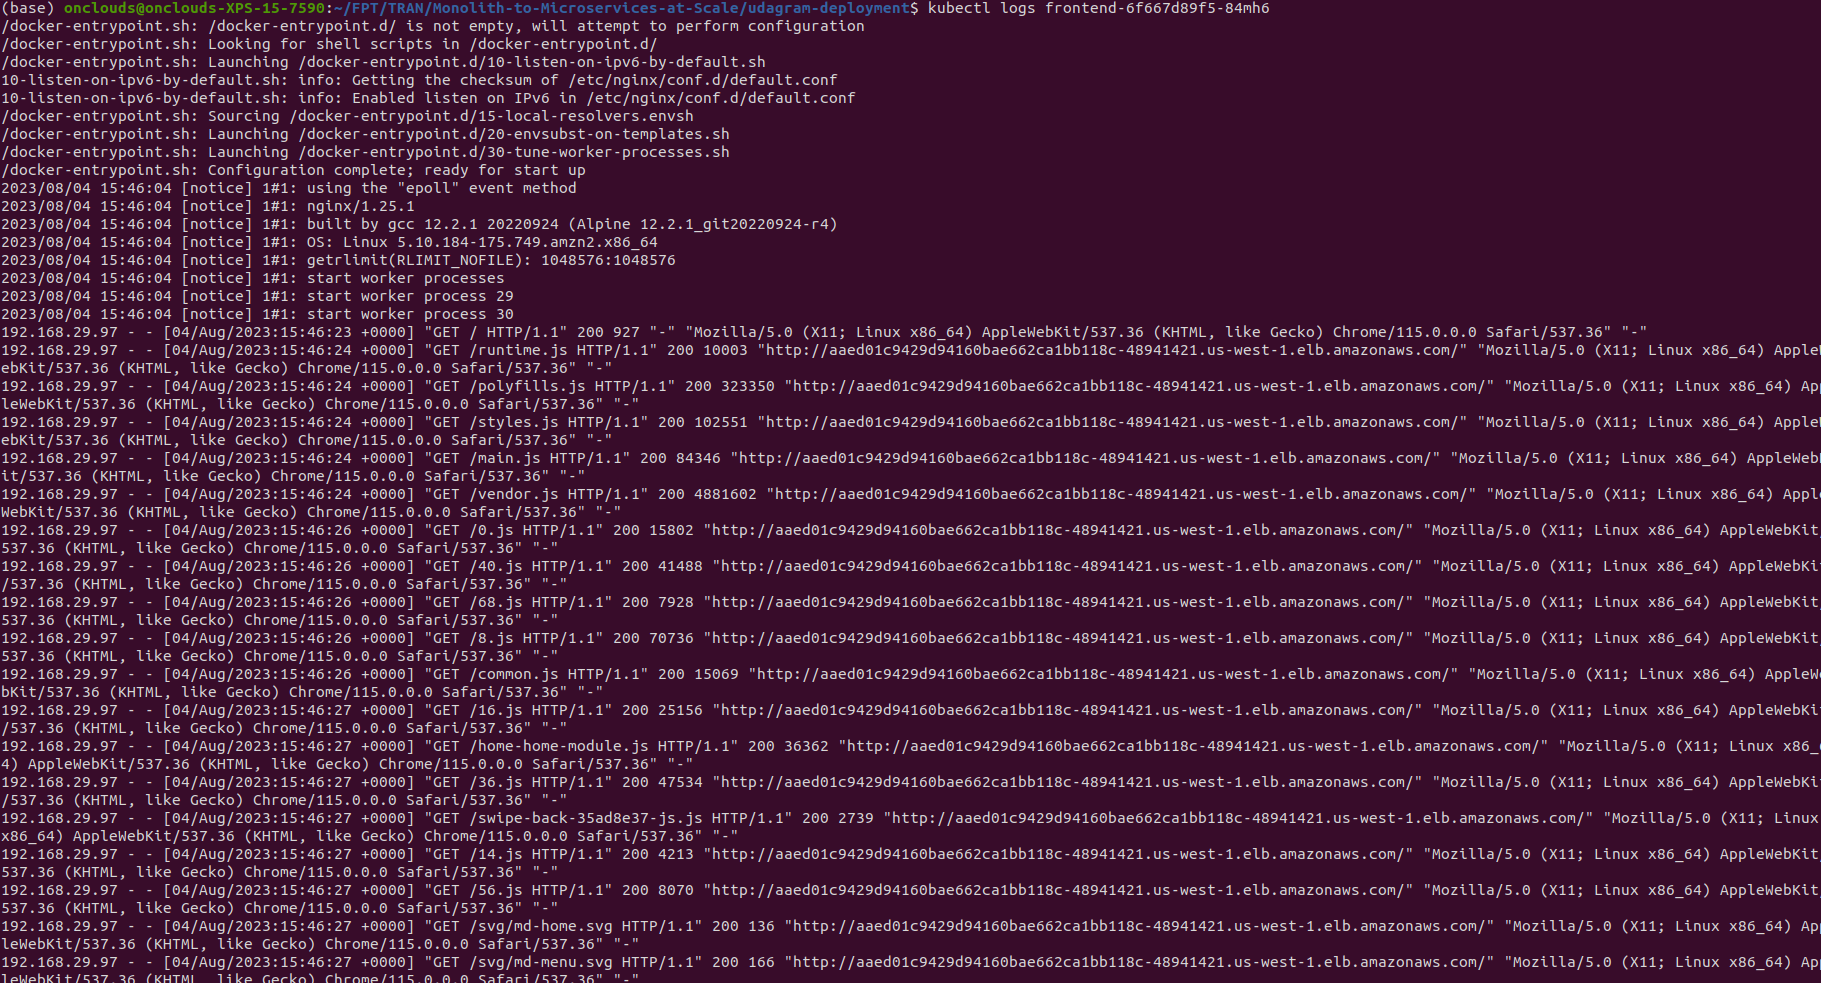 (base) onclouds@onclouds-XPS-15-7590:~/FPT/TRAN/Monolith-to-Microservices-at-Scale/udagram-deployment$ kubectl logs frontend-6f667d89f5-84mh6
/docker-entrypoint.sh: /docker-entrypoint.d/ is not empty, will attempt to perform configuration
/docker-entrypoint.sh: Looking for shell scripts in /docker-entrypoint.d/
/docker-entrypoint.sh: Launching /docker-entrypoint.d/10-listen-on-ipv6-by-default.sh
10-listen-on-ipv6-by-default.sh: info: Getting the checksum of /etc/nginx/conf.d/default.conf
10-listen-on-ipv6-by-default.sh: info: Enabled listen on IPv6 in /etc/nginx/conf.d/default.conf
/docker-entrypoint.sh: Sourcing /docker-entrypoint.d/15-local-resolvers.envsh
/docker-entrypoint.sh: Launching /docker-entrypoint.d/20-envsubst-on-templates.sh
/docker-entrypoint.sh: Launching /docker-entrypoint.d/30-tune-worker-processes.sh
/docker-entrypoint.sh: Configuration complete; ready for start up
2023/08/04 15:46:04 [notice] 1#1: using the "epoll" event method
2023/08/04 15:46:04 [notice] 1#1: nginx/1.25.1
2023/08/04 15:46:04 [notice] 1#1: built by gcc 12.2.1 20220924 (Alpine 12.2.1_git20220924-r4)
2023/08/04 15:46:04 [notice] 1#1: OS: Linux 5.10.184-175.749.amzn2.x86_64
2023/08/04 15:46:04 [notice] 1#1: getrlimit(RLIMIT_NOFILE): 1048576:1048576
2023/08/04 15:46:04 [notice] 1#1: start worker processes
2023/08/04 15:46:04 [notice] 1#1: start worker process 29
2023/08/04 15:46:04 [notice] 1#1: start worker process 30
192.168.29.97 - - [04/Aug/2023:15:46:23 +0000] "GET / HTTP/1.1" 200 927 "-" "Mozilla/5.0 (X11; Linux x86_64) AppleWebKit/537.36 (KHTML, like Gecko) Chrome/115.0.0.0 Safari/537.36" "-"
192.168.29.97 - - [04/Aug/2023:15:46:24 +0000] "GET /runtime.js HTTP/1.1" 200 10003 "http://aaed01c9429d94160bae662ca1bb118c-48941421.us-west-1.elb.amazonaws.com/" "Mozilla/5.0 (X11; Linux x86_64) AppleW
ebKit/537.36 (KHTML, like Gecko) Chrome/115.0.0.0 Safari/537.36" "-"
192.168.29.97 - - [04/Aug/2023:15:46:24 +0000] "GET /polyfills.js HTTP/1.1" 200 323350 "http://aaed01c9429d94160bae662ca1bb118c-48941421.us-west-1.elb.amazonaws.com/" "Mozilla/5.0 (X11; Linux x86_64) App
leWebKit/537.36 (KHTML, like Gecko) Chrome/115.0.0.0 Safari/537.36" "-"
192.168.29.97 - - [04/Aug/2023:15:46:24 +0000] "GET /styles.js HTTP/1.1" 200 102551 "http://aaed01c9429d94160bae662ca1bb118c-48941421.us-west-1.elb.amazonaws.com/" "Mozilla/5.0 (X11; Linux x86_64) AppleW
ebKit/537.36 (KHTML, like Gecko) Chrome/115.0.0.0 Safari/537.36" "-"
192.168.29.97 - - [04/Aug/2023:15:46:24 +0000] "GET /main.js HTTP/1.1" 200 84346 "http://aaed01c9429d94160bae662ca1bb118c-48941421.us-west-1.elb.amazonaws.com/" "Mozilla/5.0 (X11; Linux x86_64) AppleWebK
it/537.36 (KHTML, like Gecko) Chrome/115.0.0.0 Safari/537.36" "-"
192.168.29.97 - - [04/Aug/2023:15:46:24 +0000] "GET /vendor.js HTTP/1.1" 200 4881602 "http://aaed01c9429d94160bae662ca1bb118c-48941421.us-west-1.elb.amazonaws.com/" "Mozilla/5.0 (X11; Linux x86_64) Apple
WebKit/537.36 (KHTML, like Gecko) Chrome/115.0.0.0 Safari/537.36" "-"
192.168.29.97 - - [04/Aug/2023:15:46:26 +0000] "GET /0.js HTTP/1.1" 200 15802 "http://aaed01c9429d94160bae662ca1bb118c-48941421.us-west-1.elb.amazonaws.com/" "Mozilla/5.0 (X11; Linux x86_64) AppleWebKit/
537.36 (KHTML, like Gecko) Chrome/115.0.0.0 Safari/537.36" "-"
192.168.29.97 - - [04/Aug/2023:15:46:26 +0000] "GET /40.js HTTP/1.1" 200 41488 "http://aaed01c9429d94160bae662ca1bb118c-48941421.us-west-1.elb.amazonaws.com/" "Mozilla/5.0 (X11; Linux x86_64) AppleWebKit
/537.36 (KHTML, like Gecko) Chrome/115.0.0.0 Safari/537.36" "-"
192.168.29.97 - - [04/Aug/2023:15:46:26 +0000] "GET /68.js HTTP/1.1" 200 7928 "http://aaed01c9429d94160bae662ca1bb118c-48941421.us-west-1.elb.amazonaws.com/" "Mozilla/5.0 (X11; Linux x86_64) AppleWebKit/
537.36 (KHTML, like Gecko) Chrome/115.0.0.0 Safari/537.36" "-"
192.168.29.97 - - [04/Aug/2023:15:46:26 +0000] "GET /8.js HTTP/1.1" 200 70736 "http://aaed01c9429d94160bae662ca1bb118c-48941421.us-west-1.elb.amazonaws.com/" "Mozilla/5.0 (X11; Linux x86_64) AppleWebKit/
537.36 (KHTML, like Gecko) Chrome/115.0.0.0 Safari/537.36" "-"
192.168.29.97 - - [04/Aug/2023:15:46:26 +0000] "GET /common.js HTTP/1.1" 200 15069 "http://aaed01c9429d94160bae662ca1bb118c-48941421.us-west-1.elb.amazonaws.com/" "Mozilla/5.0 (X11; Linux x86_64) AppleWe
bKit/537.36 (KHTML, like Gecko) Chrome/115.0.0.0 Safari/537.36" "-"
192.168.29.97 - - [04/Aug/2023:15:46:27 +0000] "GET /16.js HTTP/1.1" 200 25156 "http://aaed01c9429d94160bae662ca1bb118c-48941421.us-west-1.elb.amazonaws.com/" "Mozilla/5.0 (X11; Linux x86_64) AppleWebKit
/537.36 (KHTML, like Gecko) Chrome/115.0.0.0 Safari/537.36" "-"
192.168.29.97 - - [04/Aug/2023:15:46:27 +0000] "GET /home-home-module.js HTTP/1.1" 200 36362 "http://aaed01c9429d94160bae662ca1bb118c-48941421.us-west-1.elb.amazonaws.com/" "Mozilla/5.0 (X11; Linux x86_6
4) AppleWebKit/537.36 (KHTML, like Gecko) Chrome/115.0.0.0 Safari/537.36" "-"
192.168.29.97 - - [04/Aug/2023:15:46:27 +0000] "GET /36.js HTTP/1.1" 200 47534 "http://aaed01c9429d94160bae662ca1bb118c-48941421.us-west-1.elb.amazonaws.com/" "Mozilla/5.0 (X11; Linux x86_64) AppleWebKit
/537.36 (KHTML, like Gecko) Chrome/115.0.0.0 Safari/537.36" "-"
192.168.29.97 - - [04/Aug/2023:15:46:27 +0000] "GET /swipe-back-35ad8e37-js.js HTTP/1.1" 200 2739 "http://aaed01c9429d94160bae662ca1bb118c-48941421.us-west-1.elb.amazonaws.com/" "Mozilla/5.0 (X11; Linux
x86_64) AppleWebKit/537.36 (KHTML, like Gecko) Chrome/115.0.0.0 Safari/537.36" "-"
192.168.29.97 - - [04/Aug/2023:15:46:27 +0000] "GET /14.js HTTP/1.1" 200 4213 "http://aaed01c9429d94160bae662ca1bb118c-48941421.us-west-1.elb.amazonaws.com/" "Mozilla/5.0 (X11; Linux x86_64) AppleWebKit/
537.36 (KHTML, like Gecko) Chrome/115.0.0.0 Safari/537.36" "-"
192.168.29.97 - - [04/Aug/2023:15:46:27 +0000] "GET /56.js HTTP/1.1" 200 8070 "http://aaed01c9429d94160bae662ca1bb118c-48941421.us-west-1.elb.amazonaws.com/" "Mozilla/5.0 (X11; Linux x86_64) AppleWebKit/
537.36 (KHTML, like Gecko) Chrome/115.0.0.0 Safari/537.36" "-"
192.168.29.97 - - [04/Aug/2023:15:46:27 +0000] "GET /svg/md-home.svg HTTP/1.1" 200 136 "http://aaed01c9429d94160bae662ca1bb118c-48941421.us-west-1.elb.amazonaws.com/" "Mozilla/5.0 (X11; Linux x86_64) App
leWebKit/537.36 (KHTML, like Gecko) Chrome/115.0.0.0 Safari/537.36" "-"
192.168.29.97 - - [04/Aug/2023:15:46:27 +0000] "GET /svg/md-menu.svg HTTP/1.1" 200 166 "http://aaed01c9429d94160bae662ca1bb118c-48941421.us-west-1.elb.amazonaws.com/" "Mozilla/5.0 (X11; Linux x86_64) App
leWebKit/537.36 (KHTML, like Gecko) Chrome/115.0.0.0 Safari/537.36" "-"